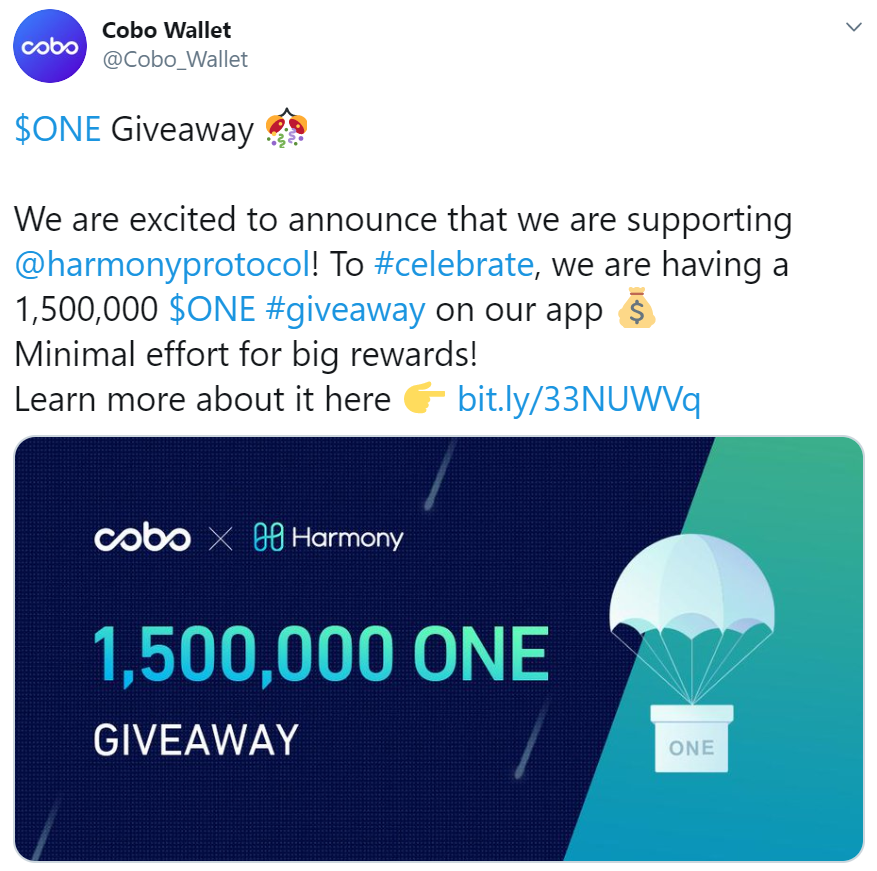 cobo
Cobo Wallet
@Cobo_Wallet
$ONE Giveaway 🎊
We are excited to announce that we are supporting
@harmonyprotocol! To #celebrate, we are having a
1,500,000 $ONE #giveaway on our app 💰
Minimal effort for big rewards!
Learn more about it here 👉 bit.ly/33NUWVq
cobo × Harmony
1,500,000 ONE
GIVEAWAY
ONE